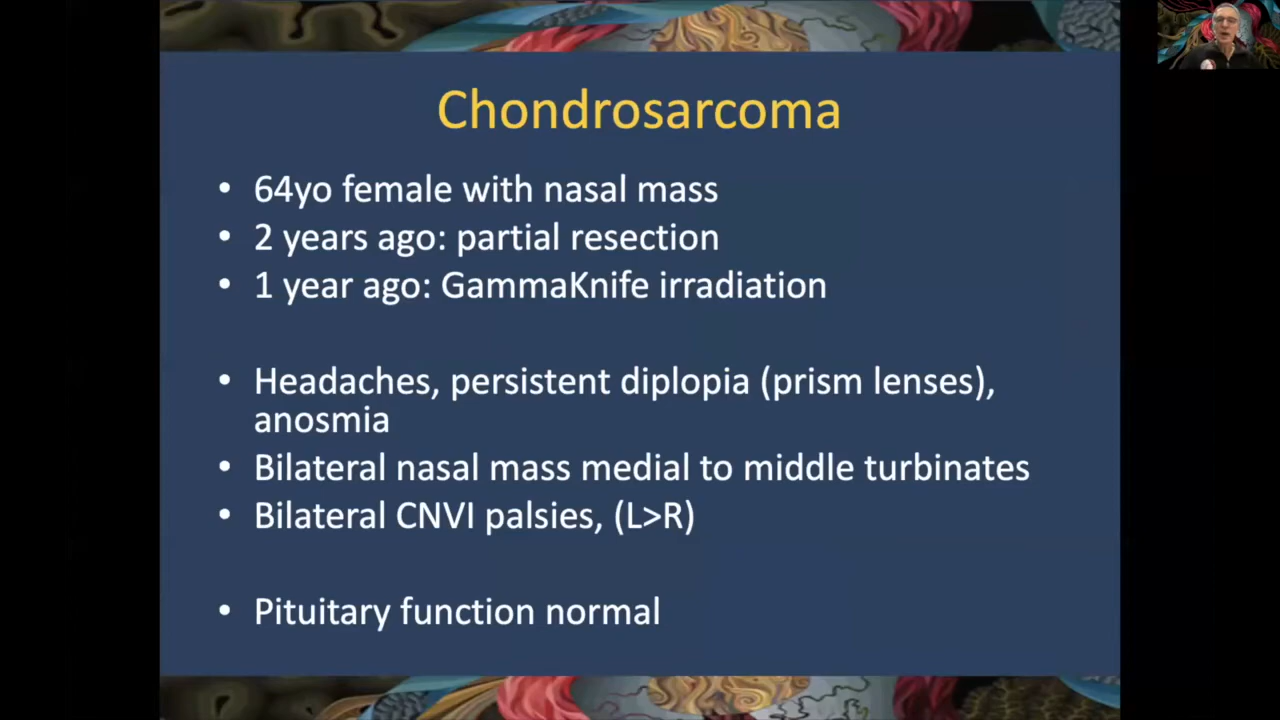 Chondrosarcoma
• 64yo female with nasal mass
• 2 years ago: partial resection
• 1 year ago: GammaKnife irradiation
• Headaches, persistent diplopia (prism lenses),
anosmia
• Bilateral nasal mass medial to middle turbinates
• Bilateral CNVI palsies, (L>R)
• Pituitary function normal